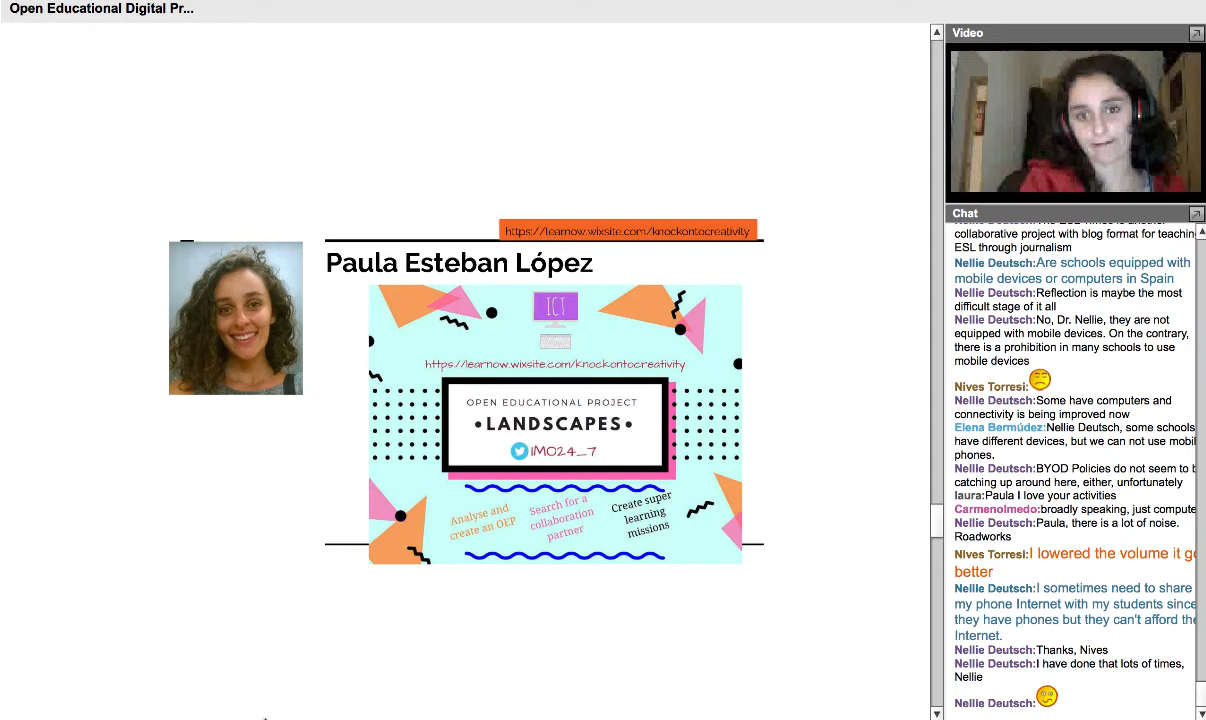 Open Educational Digital Pr...
https://learnow.wixsite.com/knockontocreativity
Paula Esteban López
ICT
https://learnow.wixsite.com/knockontocreativity
OPEN EDUCATIONAL PROJECT
•LANDSCAPES•
IMO24_7
Analyse and
create an OEP
Search for a
collaboration
partner
Create super
learning
missions
Video
Chat
collaborative project with blog format for teachin
ESL through journalism
Nellie Deutsch:Are schools equipped with
mobile devices or computers in Spain
Nellie Deutsch:Reflection is maybe the most
difficult stage of it all
Nellie Deutsch:No, Dr. Nellie, they are not
equipped with mobile devices. On the contrary,
there is a prohibition in many schools to use
mobile devices
Nives Torresi:
Nellie Deutsch:Some have computers and
connectivity is being improved now
Elena Bermúdez:Nellie Deutsch, some schools
have different devices, but we can not use mobil
phones.
Nellie Deutsch:BYOD Policies do not seem to b
catching up around here, either, unfortunately
laura:Paula I love your activities
Carmenolmedo:broadly speaking, just compute
Nellie Deutsch:Paula, there is a lot of noise.
Roadworks
Nives Torresi:I lowered the volume it go
better
Nellie Deutsch:I sometimes need to share
my phone Internet with my students since
they have phones but they can't afford the
Internet.
Nellie Deutsch:Thanks, Nives
Nellie Deutsch:I have done that lots of times,
Nellie
Nellie Deutsch: